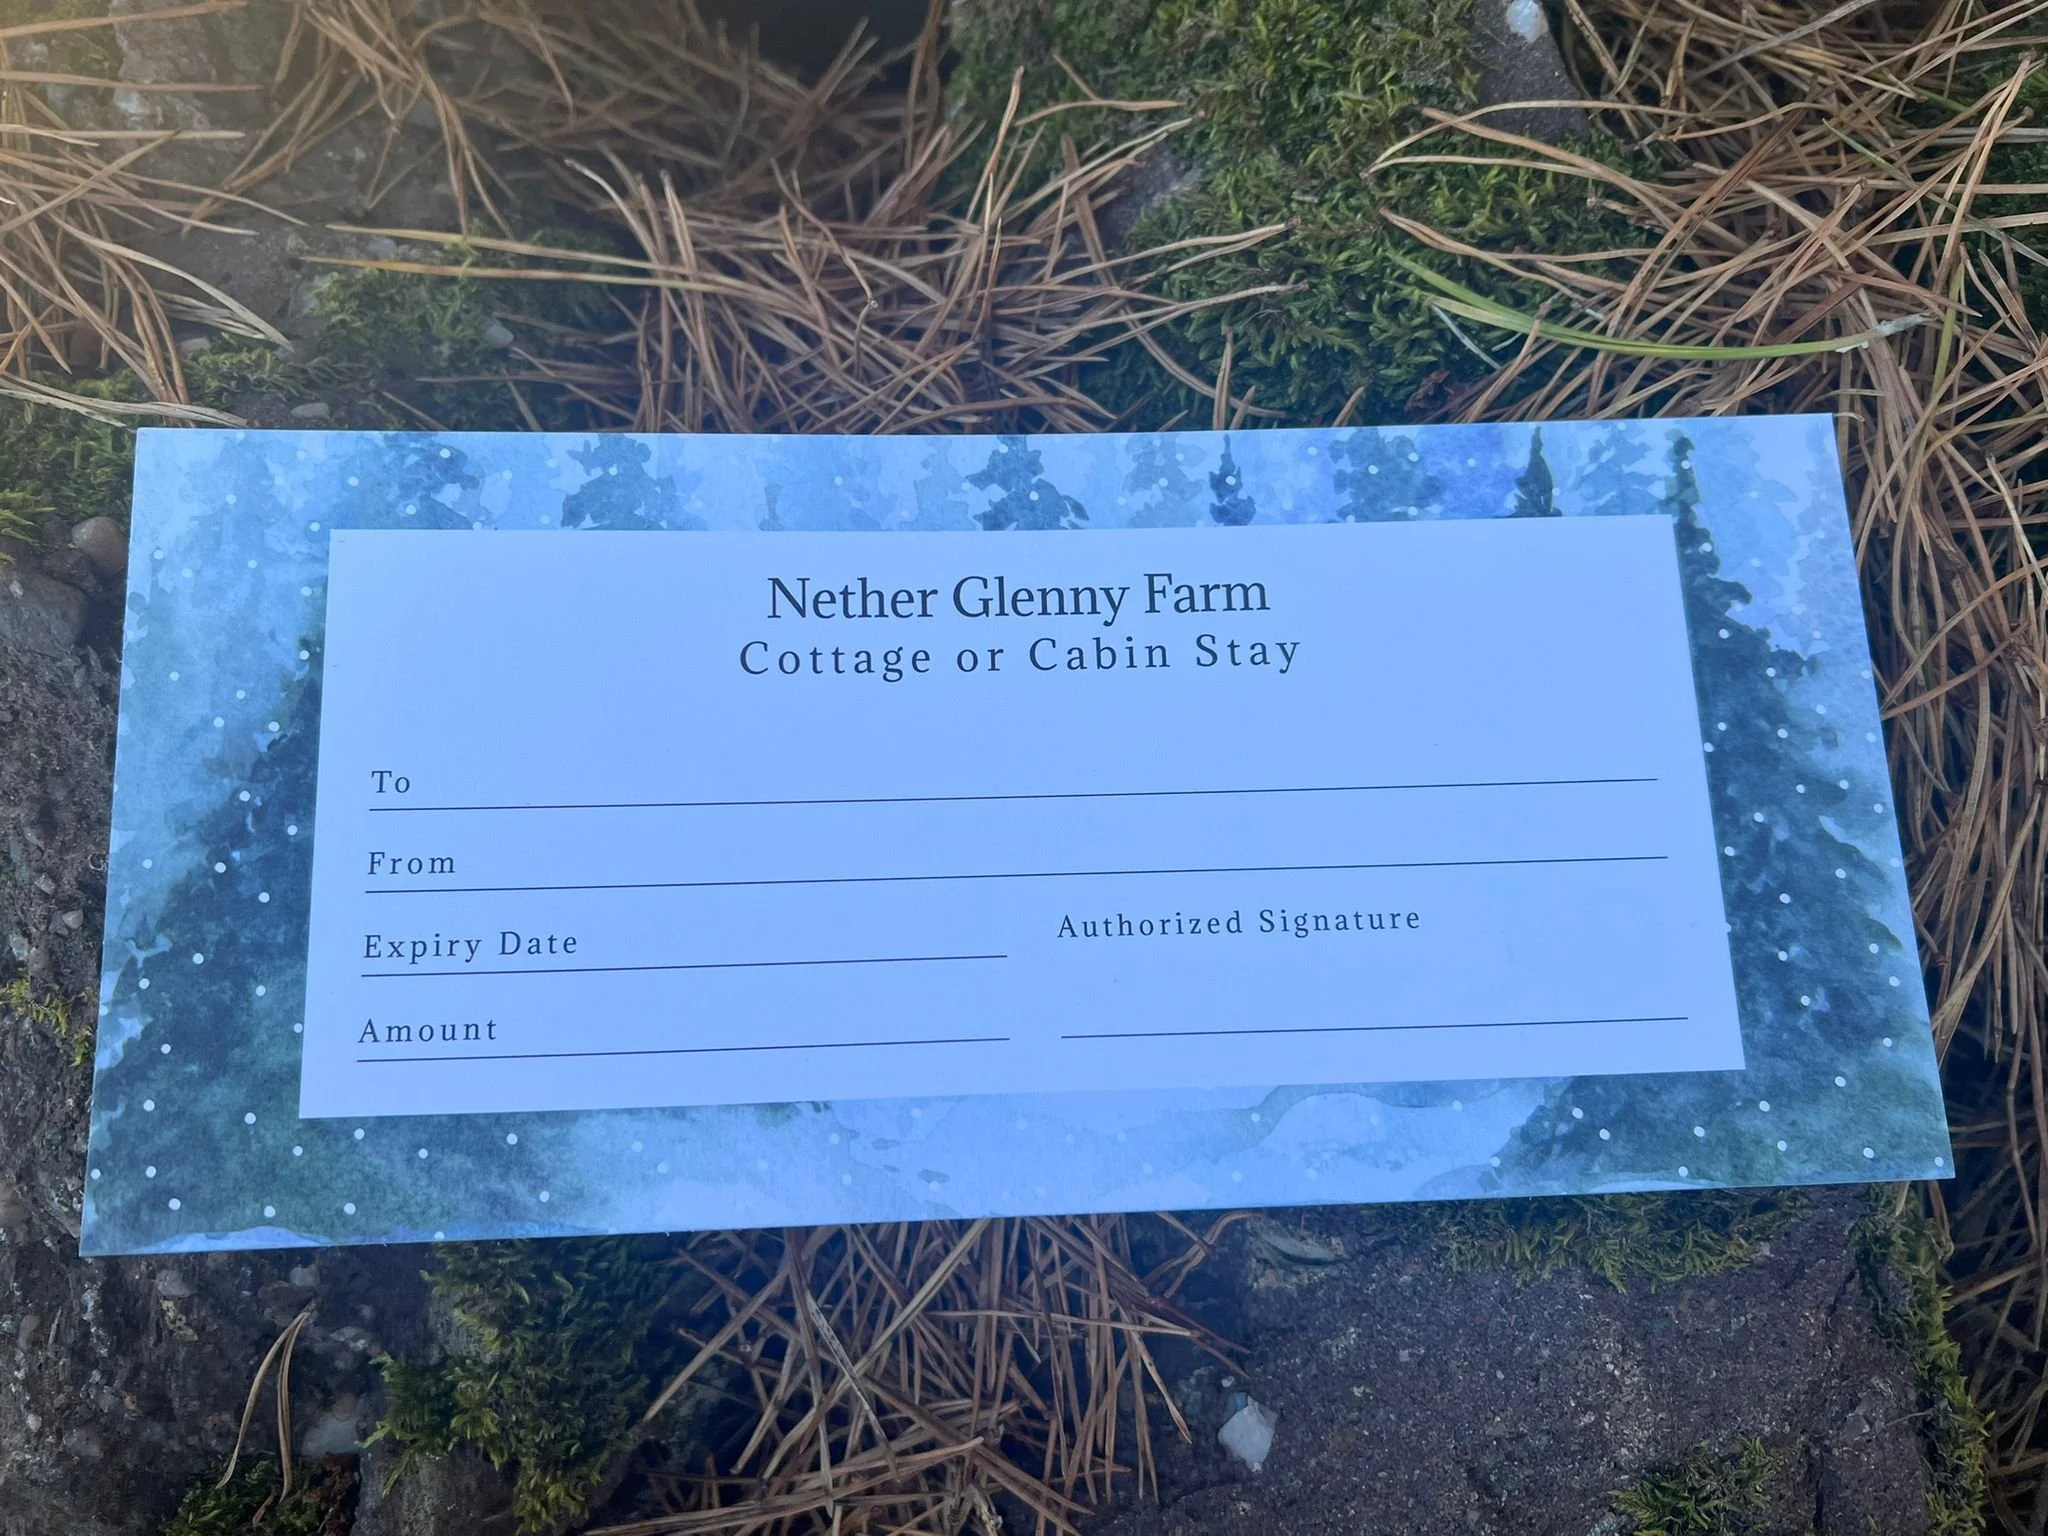 Nether Glenny Farm
Cottage or Cabin Stay
To
From
Expiry Date
Authorized Signature
Amount